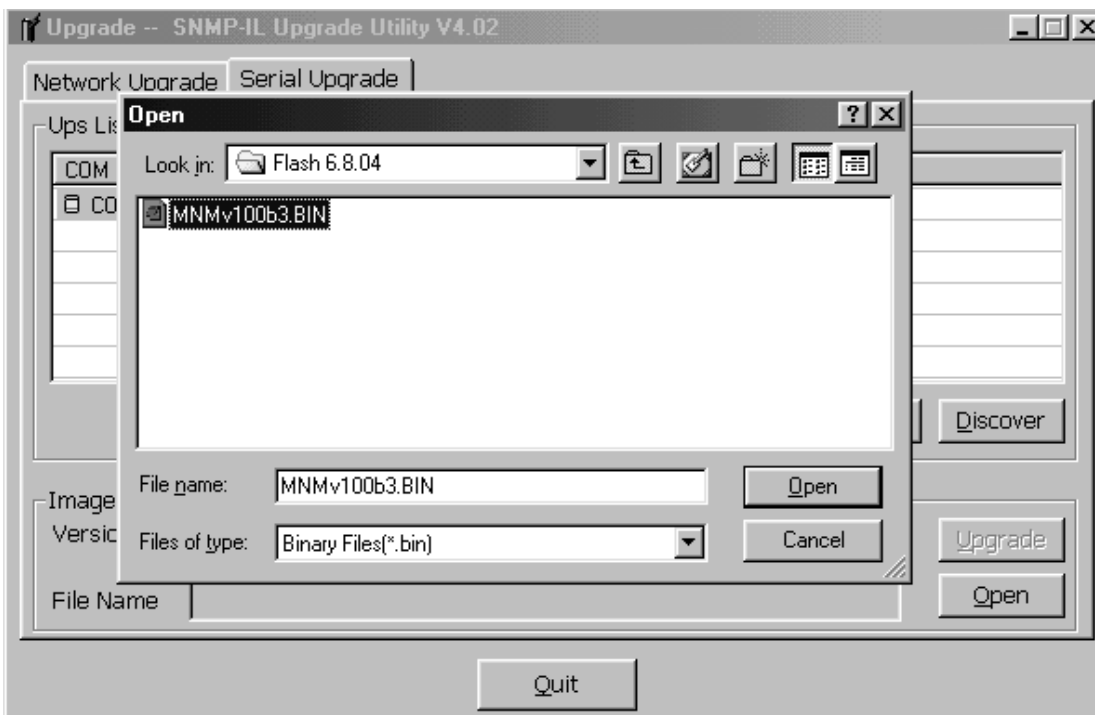 Upgrade -- SNMP-IL Upgrade Utility V4.02
Network Upgrade
Serial Upgrade
Ups Lis
COM
CO
Open
Look in:
Flash 6.8.04
MNMv100b3.BIN
File name:
MNMv100b3.BIN
Open
Files of type:
Binary Files(*.bin)
Cancel
Discover
Image
Versic
Upgrade
File Name
Open
Quit